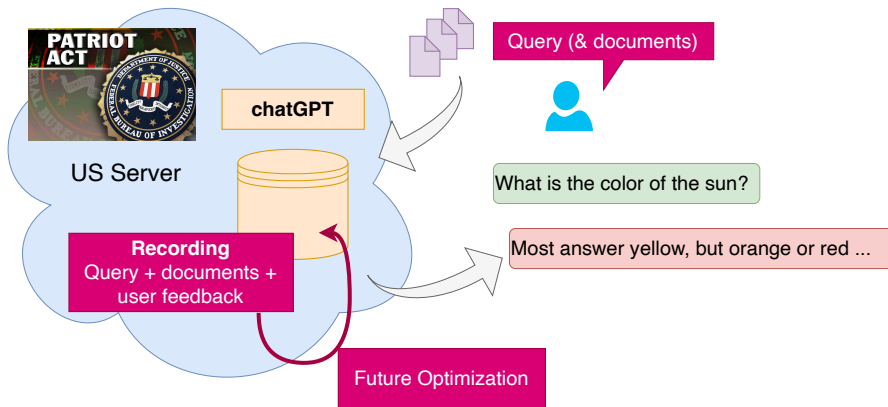 PATRIOT
ACT
DEPARTMENT OF JUSTICE
FEDERAL BUREAU OF INVESTIGATION
Query (& documents)
chatGPT
US Server
What is the color of the sun?
Recording
Query + documents +
user feedback
Most answer yellow, but orange or red ...
Future Optimization